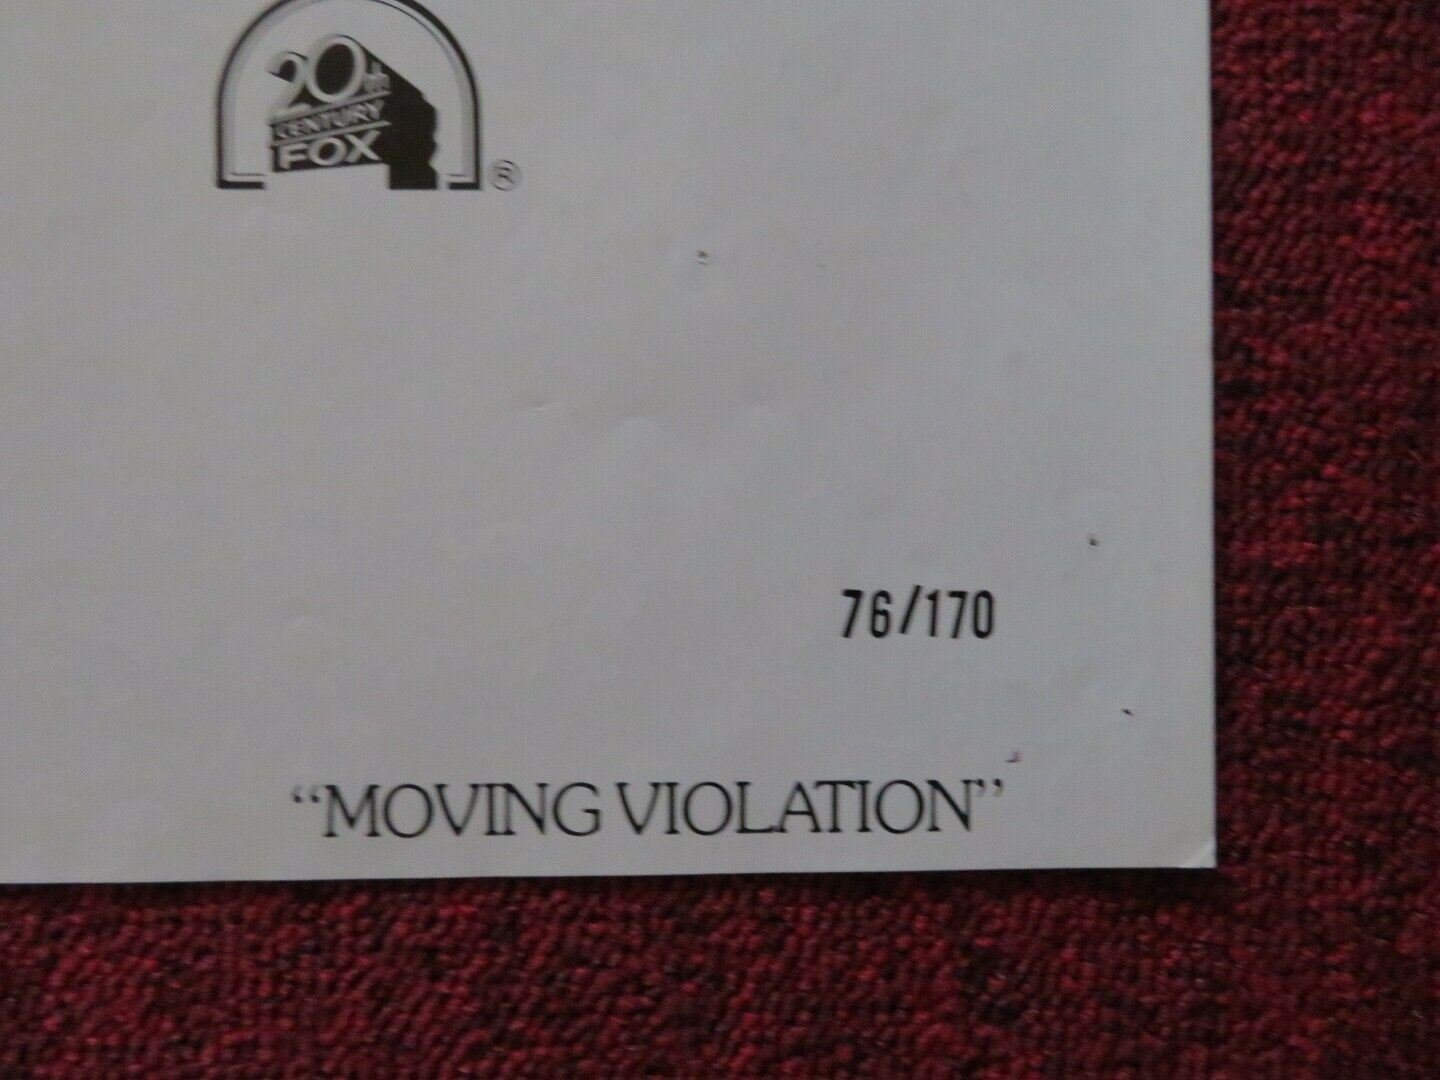 20th
CENTURY
FOX
®
76/170
“MOVING VIOLATION”